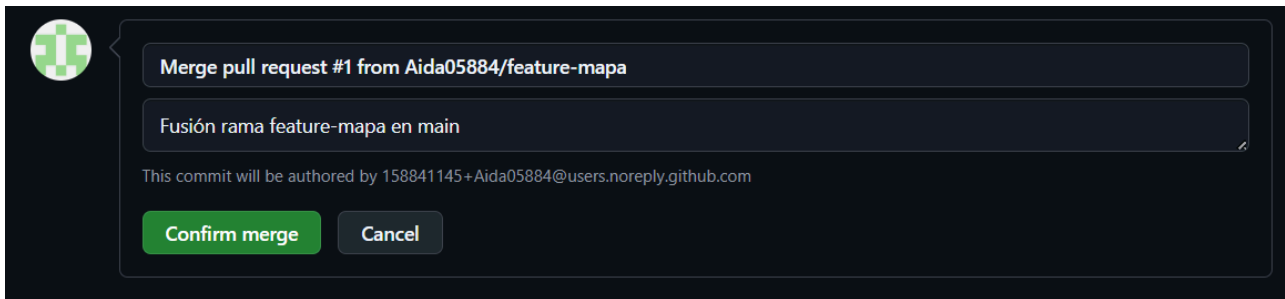 Merge pull request #1 from Aida05884/feature-mapa
Fusión rama feature-mapa en main
This commit will be authored by 158841145+Aida05884@users.noreply.github.com
Confirm merge
Cancel